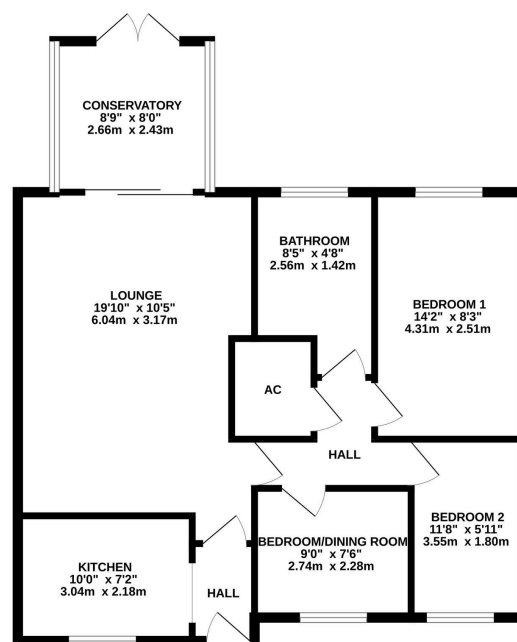 CONSERVATORY
8'9" x 8'0"
2.66m x 2.43m
BATHROOM
8'5" x 4'8"
2.56m x 1.42m
LOUNGE
19'10" x 10'5"
6.04m x 3.17m
BEDROOM 1
14'2" x 8'3"
4.31m x 2.51m
AC
HALL
BEDROOM 2
11'8" x 5'11"
3.55m x 1.80m
BEDROOM/DINING ROOM
9'0" x 7'6"
2.74m x 2.28m
KITCHEN
10'0" x 7'2"
3.04m x 2.18m
HALL